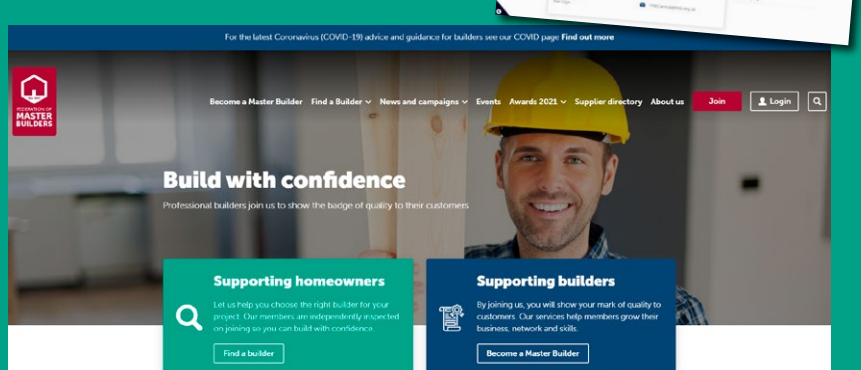 For the latest Coronavirus (COVID-19) advice and guidance for builders see our COVID page Find out more
FEDERATION OF
MASTER
BUILDERS
Become a Master Builder Find a Builder News and campaigns Events Awards 2021 Supplier directory About us Join Login
Build with confidence
Professional builders join us to show the badge of quality to their customers
Supporting homeowners
Let us help you choose the right builder for your
project. Our members are independently inspected
on joining so you can build with confidence.
Find a builder
Supporting builders
By joining us, you will show your mark of quality to
customers. Our services help members grow their
business, network and skills.
Become a Master Builder